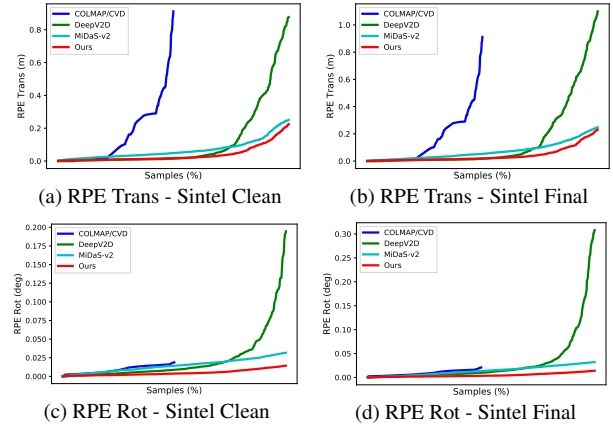 COLMAP/CVD
DeepV2D
MiDaS-v2
Ours
RPE Trans (m)
0.8
0.6
0.4
0.2
0.0
Samples (%)
(a) RPE Trans - Sintel Clean
COLMAP/CVD
DeepV2D
MiDaS-v2
Ours
RPE Trans (m)
1.0
0.8
0.6
0.4
0.2
0.0
Samples (%)
(b) RPE Trans - Sintel Final
COLMAP/CVD
DeepV2D
MiDaS-v2
Ours
RPE Rot (deg)
0.200
0.175
0.150
0.125
0.100
0.075
0.050
0.025
0.000
Samples (%)
(c) RPE Rot - Sintel Clean
COLMAP/CVD
DeepV2D
MiDaS-v2
Ours
RPE Rot (deg)
0.30
0.25
0.20
0.15
0.10
0.05
0.00
Samples (%)
(d) RPE Rot - Sintel Final